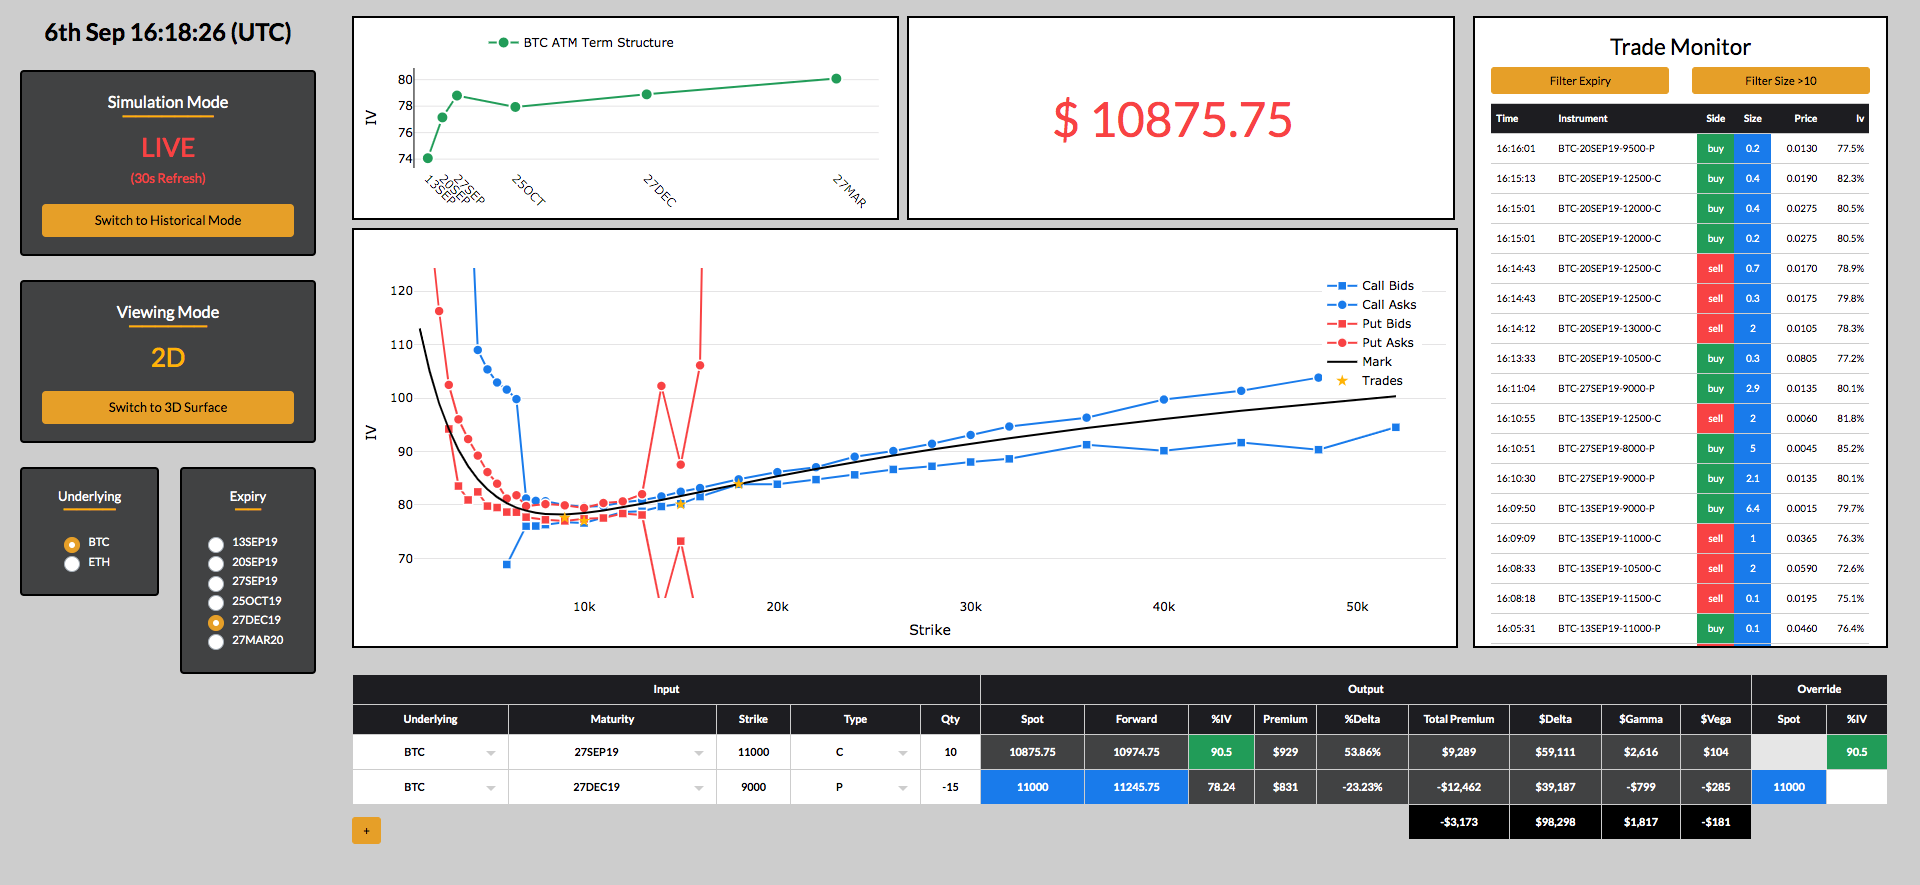 6th Sep 16:18:26 (UTC)
Simulation Mode
LIVE
(30s Refresh)
Switch to Historical Mode
Viewing Mode
2D
Switch to 3D Surface
Underlying
BTC
ETH
Expiry
13SEP19
20SEP19
27SEP19
25OCT19
27DEC19
27MAR20
BTC ATM Term Structure
IV
80
78
76
74
13SEP
20SEP
27SEP
25OCT
27DEC
27MAR
$ 10875.75
IV
120
110
100
90
80
70
10k
20k
30k
40k
50k
Strike
Call Bids
Call Asks
Put Bids
Put Asks
Mark
Trades
Trade Monitor
Filter Expiry
Filter Size >10
Time Instrument Side Size Price Iv
16:16:01 BTC-20SEP19-9500-P buy 0.2 0.0130 77.5%
16:15:13 BTC-20SEP19-12500-C buy 0.4 0.0190 82.3%
16:15:01 BTC-20SEP19-12000-C buy 0.4 0.0275 80.5%
16:15:01 BTC-20SEP19-12000-C buy 0.2 0.0275 80.5%
16:14:43 BTC-20SEP19-12500-C sell 0.7 0.0170 78.9%
16:14:43 BTC-20SEP19-12500-C sell 0.3 0.0175 79.8%
16:14:12 BTC-20SEP19-13000-C sell 2 0.0105 78.3%
16:13:33 BTC-20SEP19-10500-C buy 0.3 0.0805 77.2%
16:11:04 BTC-27SEP19-9000-P buy 2.9 0.0135 80.1%
16:10:55 BTC-13SEP19-12500-C sell 2 0.0060 81.8%
16:10:51 BTC-27SEP19-8000-P buy 5 0.0045 85.2%
16:10:30 BTC-27SEP19-9000-P buy 2.1 0.0135 80.1%
16:09:50 BTC-13SEP19-9000-P buy 6.4 0.0015 79.7%
16:09:09 BTC-13SEP19-11000-C sell 1 0.0365 76.3%
16:08:33 BTC-13SEP19-10500-C sell 2 0.0590 72.6%
16:08:18 BTC-13SEP19-11500-C sell 0.1 0.0195 75.1%
16:05:31 BTC-13SEP19-11000-P buy 0.1 0.0460 76.4%
Input Output Override
Underlying Maturity Strike Type Qty Spot Forward %IV Premium %Delta Total Premium $Delta $Gamma $Vega Spot %IV
BTC 27SEP19 11000 C 10 10875.75 10974.75 90.5 $929 53.86% $9,289 $59,111 $2,616 $104 90.5
BTC 27DEC19 9000 P -15 11000 11245.75 78.24 $831 -23.23% -$12,462 $39,187 -$799 -$285 11000
+
-$3,173 $98,298 $1,817 -$181